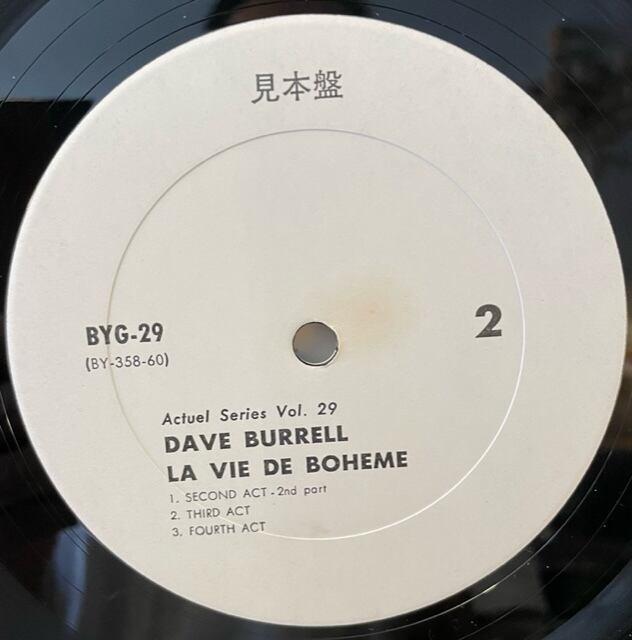 見本盤
BYG-29
2
(BY-358-60)
Actuel Series Vol. 29
DAVE BURRELL
LA VIE DE BOHEME
1. SECOND ACT - 2nd part
2. THIRD ACT
3. FOURTH ACT